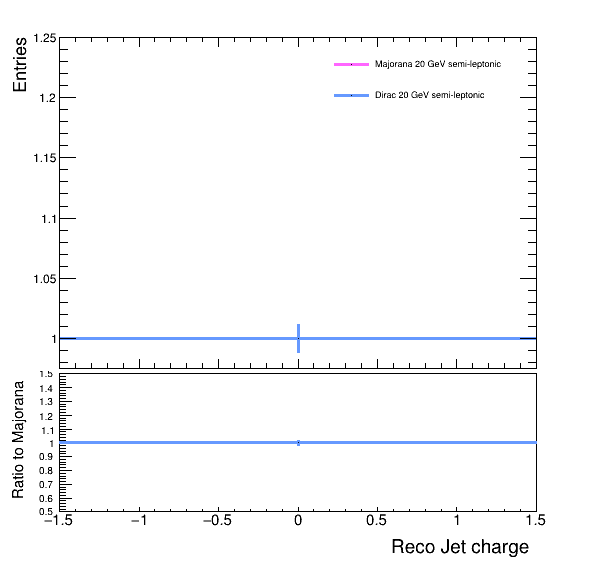 Entries
1.25
1.2
1.15
1.1
1.05
1
Majorana 20 GeV semi-leptonic
Dirac 20 GeV semi-leptonic
Ratio to Majorana
1.5
1.4
1.3
1.2
1.1
1
0.9
0.8
0.7
0.6
0.5
−1.5 −1 −0.5 0 0.5 1 1.5
Reco Jet charge